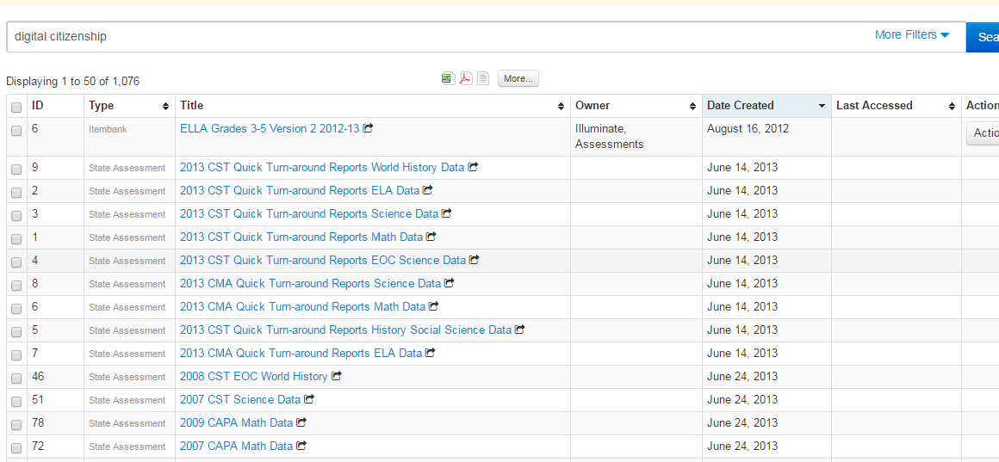 digital citizenship
More Filters
Sea
Displaying 1 to 50 of 1,076
More...
ID Type Title Owner Date Created Last Accessed Action
6 Itembank ELLA Grades 3-5 Version 2 2012-13 Illuminate, August 16, 2012 Actio
Assessments
9 State Assessment 2013 CST Quick Turn-around Reports World History Data June 14, 2013
2 State Assessment 2013 CST Quick Turn-around Reports ELA Data June 14, 2013
3 State Assessment 2013 CST Quick Turn-around Reports Science Data June 14, 2013
1 State Assessment 2013 CST Quick Turn-around Reports Math Data June 14, 2013
4 State Assessment 2013 CST Quick Turn-around Reports EOC Science Data June 14, 2013
8 State Assessment 2013 CMA Quick Turn-around Reports Science Data June 14, 2013
6 State Assessment 2013 CMA Quick Turn-around Reports Math Data June 14, 2013
5 State Assessment 2013 CST Quick Turn-around Reports History Social Science Data June 14, 2013
7 State Assessment 2013 CMA Quick Turn-around Reports ELA Data June 14, 2013
46 State Assessment 2008 CST EOC World History June 24, 2013
51 State Assessment 2007 CST Science Data June 24, 2013
78 State Assessment 2009 CAPA Math Data June 24, 2013
72 State Assessment 2007 CAPA Math Data June 24, 2013